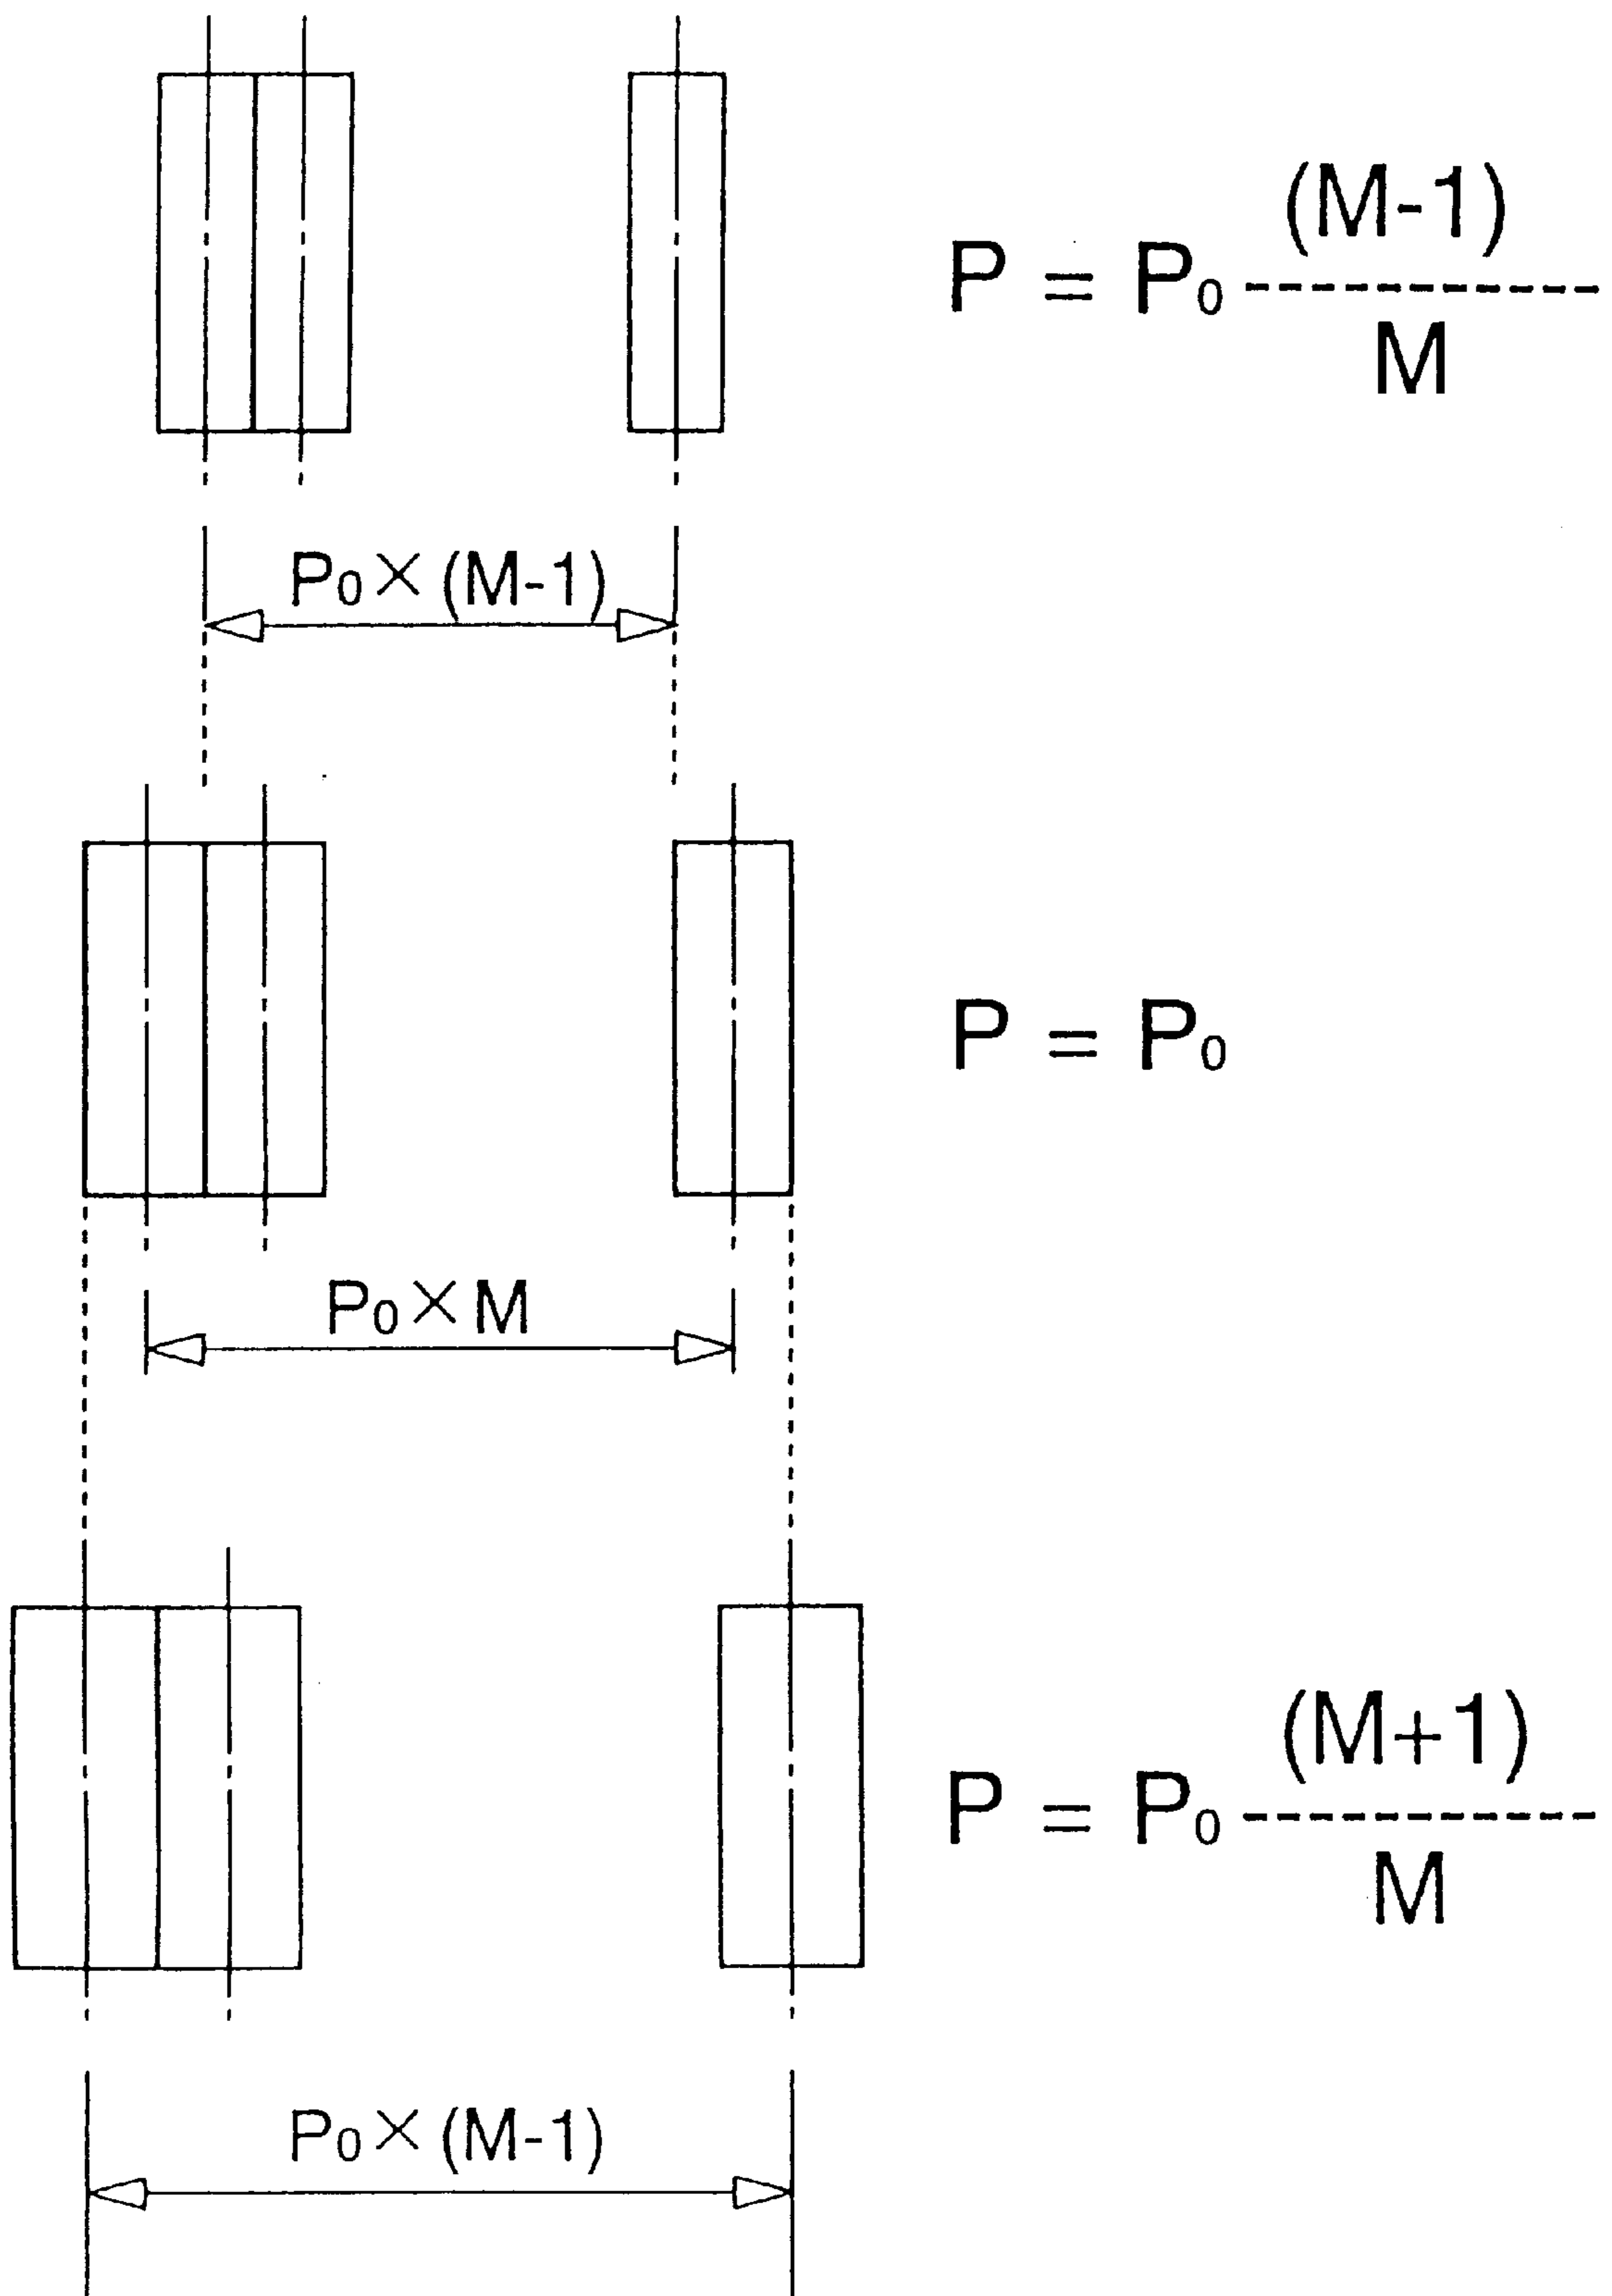 (M-1)
P = P₀ -----------
M
P₀×(M-1)
P = P₀
P₀×M
(M+1)
P = P₀ -----------
M
P₀×(M-1)